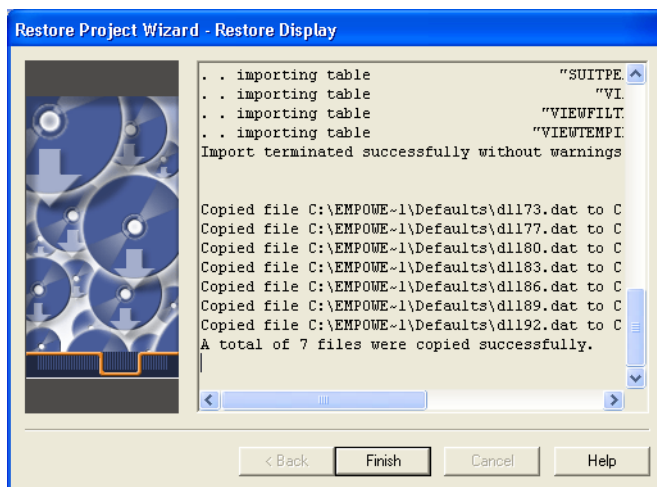 Restore Project Wizard - Restore Display
. . importing table "SUITPE
. . importing table "VI
. . importing table "VIEWFILT
. . importing table "VIEWTEMPI
Import terminated successfully without warnings
Copied file C:\EMPOWE~1\Defaults\dll73.dat to C
Copied file C:\EMPOWE~1\Defaults\dll77.dat to C
Copied file C:\EMPOWE~1\Defaults\dll80.dat to C
Copied file C:\EMPOWE~1\Defaults\dll83.dat to C
Copied file C:\EMPOWE~1\Defaults\dll86.dat to C
Copied file C:\EMPOWE~1\Defaults\dll89.dat to C
Copied file C:\EMPOWE~1\Defaults\dll92.dat to C
A total of 7 files were copied successfully.
< Back Finish Cancel Help